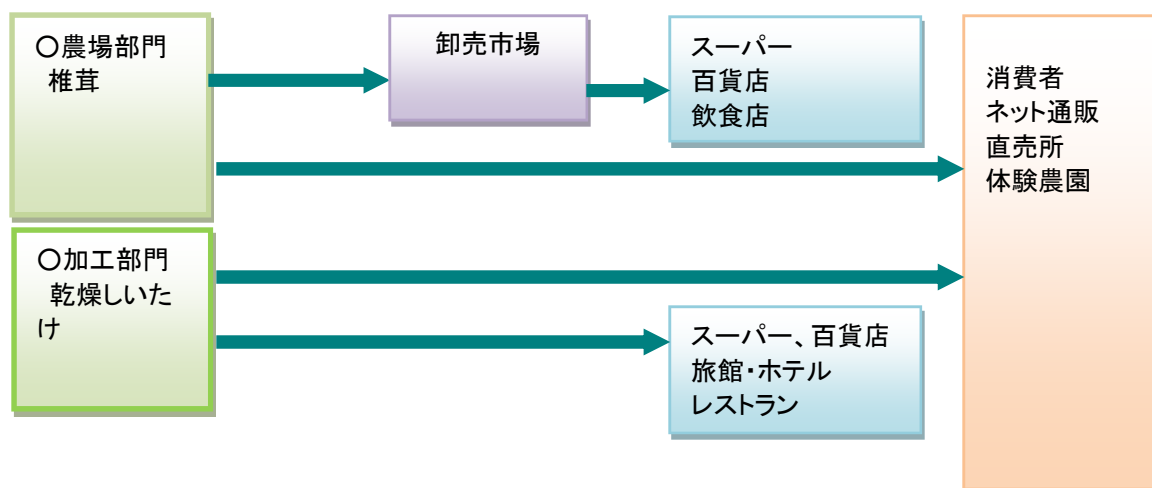 ○農場部門
椎茸
卸売市場
スーパー
百貨店
飲食店
消費者
ネット通販
直売所
体験農園
○加工部門
乾燥しいた
け
スーパー、百貨店
旅館・ホテル
レストラン